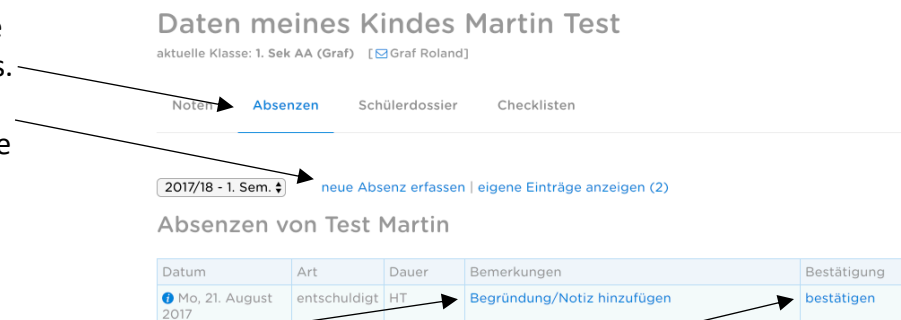 Daten meines Kindes Martin Test
e
aktuelle Klasse: 1. Sek AA (Graf) [Graf Roland]
s.
Noten Absenzen Schülerdossier Checklisten
e
2017/18 - 1. Sem. neue Absenz erfassen | eigene Einträge anzeigen (2)
Absenzen von Test Martin
Datum Art Dauer Bemerkungen Bestätigung
Mo, 21. August entschuldigt HT Begründung/Notiz hinzufügen bestätigen
2017